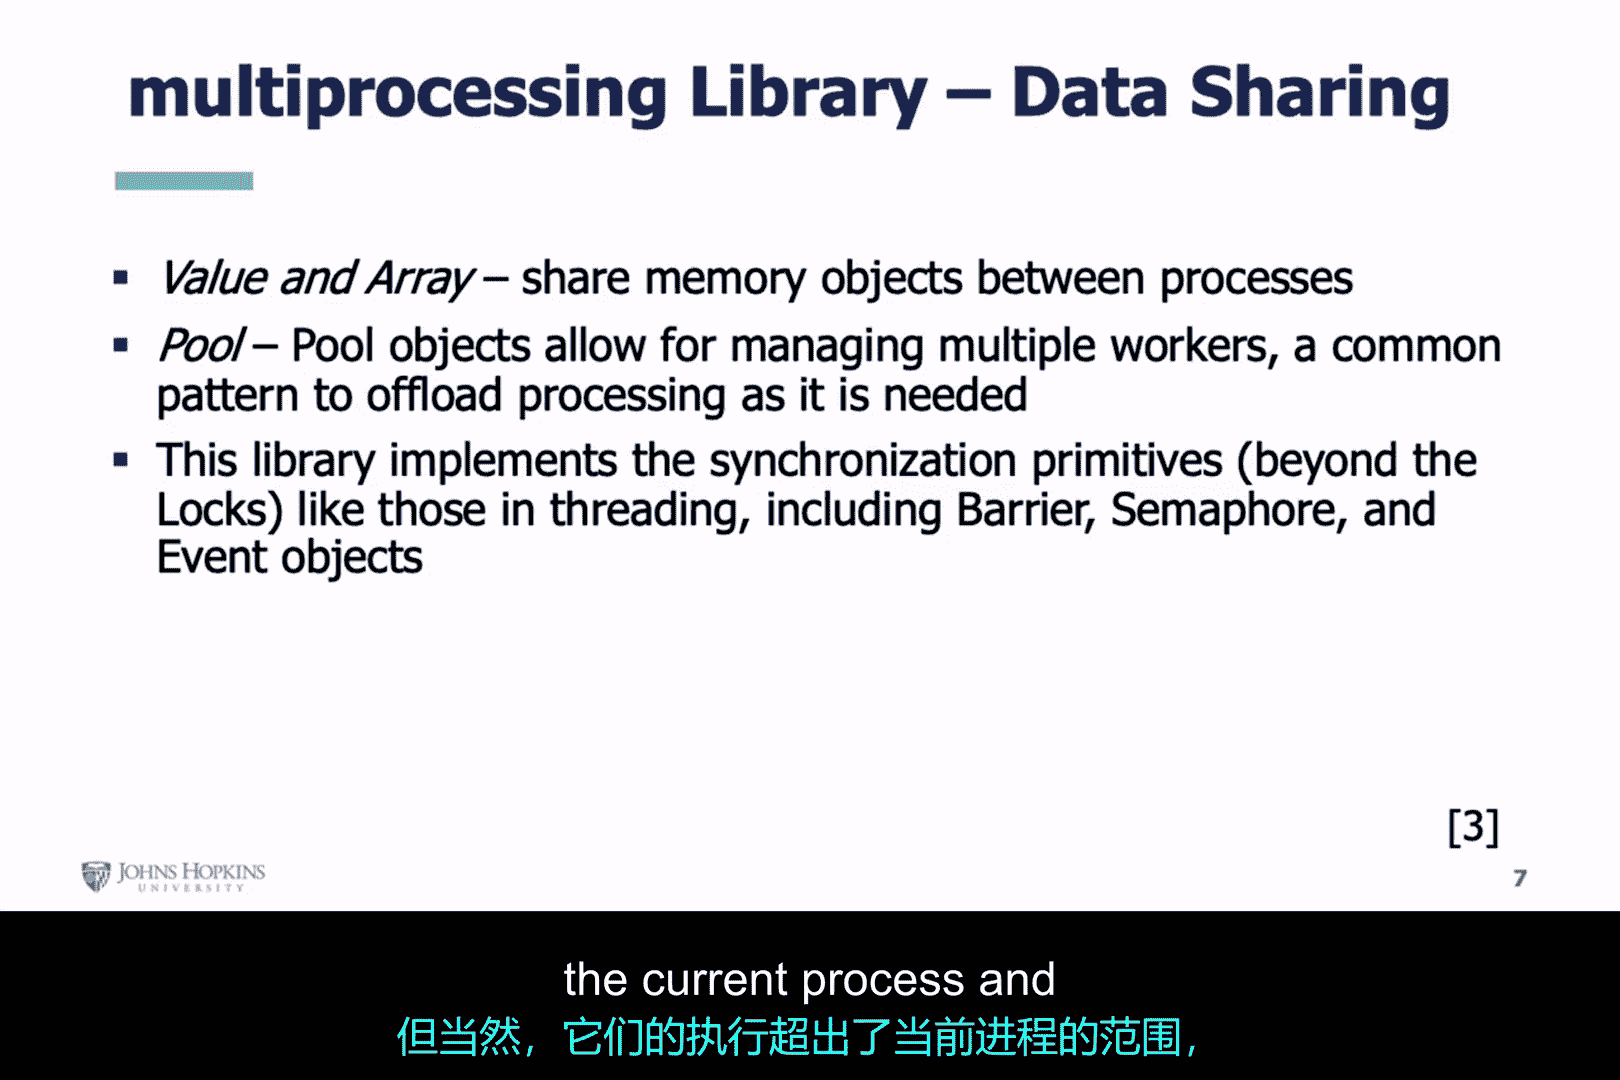 multiprocessing Library – Data Sharing
▪ Value and Array – share memory objects between processes
▪ Pool – Pool objects allow for managing multiple workers, a common
pattern to offload processing as it is needed
▪ This library implements the synchronization primitives (beyond the
Locks) like those in threading, including Barrier, Semaphore, and
Event objects
[3]
JOHNS HOPKINS
UNIVERSITY
7
the current process and
但当然，它们的执行超出了当前进程的范围，